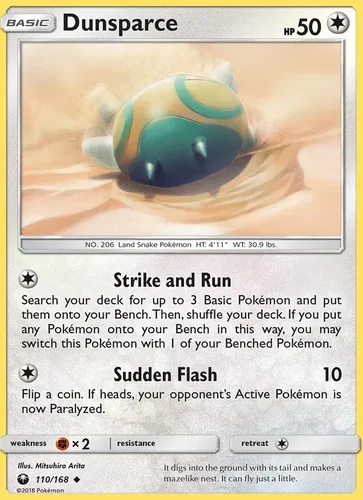 BASIC Dunsparce HP 50
NO. 206 Land Snake Pokémon HT: 4'11" WT: 30.9 lbs.
Strike and Run
Search your deck for up to 3 Basic Pokémon and put
them onto your Bench. Then, shuffle your deck. If you put
any Pokémon onto your Bench in this way, you may
switch this Pokémon with 1 of your Benched Pokémon.
Sudden Flash 10
Flip a coin. If heads, your opponent's Active Pokémon is
now Paralyzed.
weakness ×2 resistance retreat
Illus. Mitsuhiro Arita
110/168
©2018 Pokémon
It digs into the ground with its tail and makes a
mazelike nest. It can fly just a little.